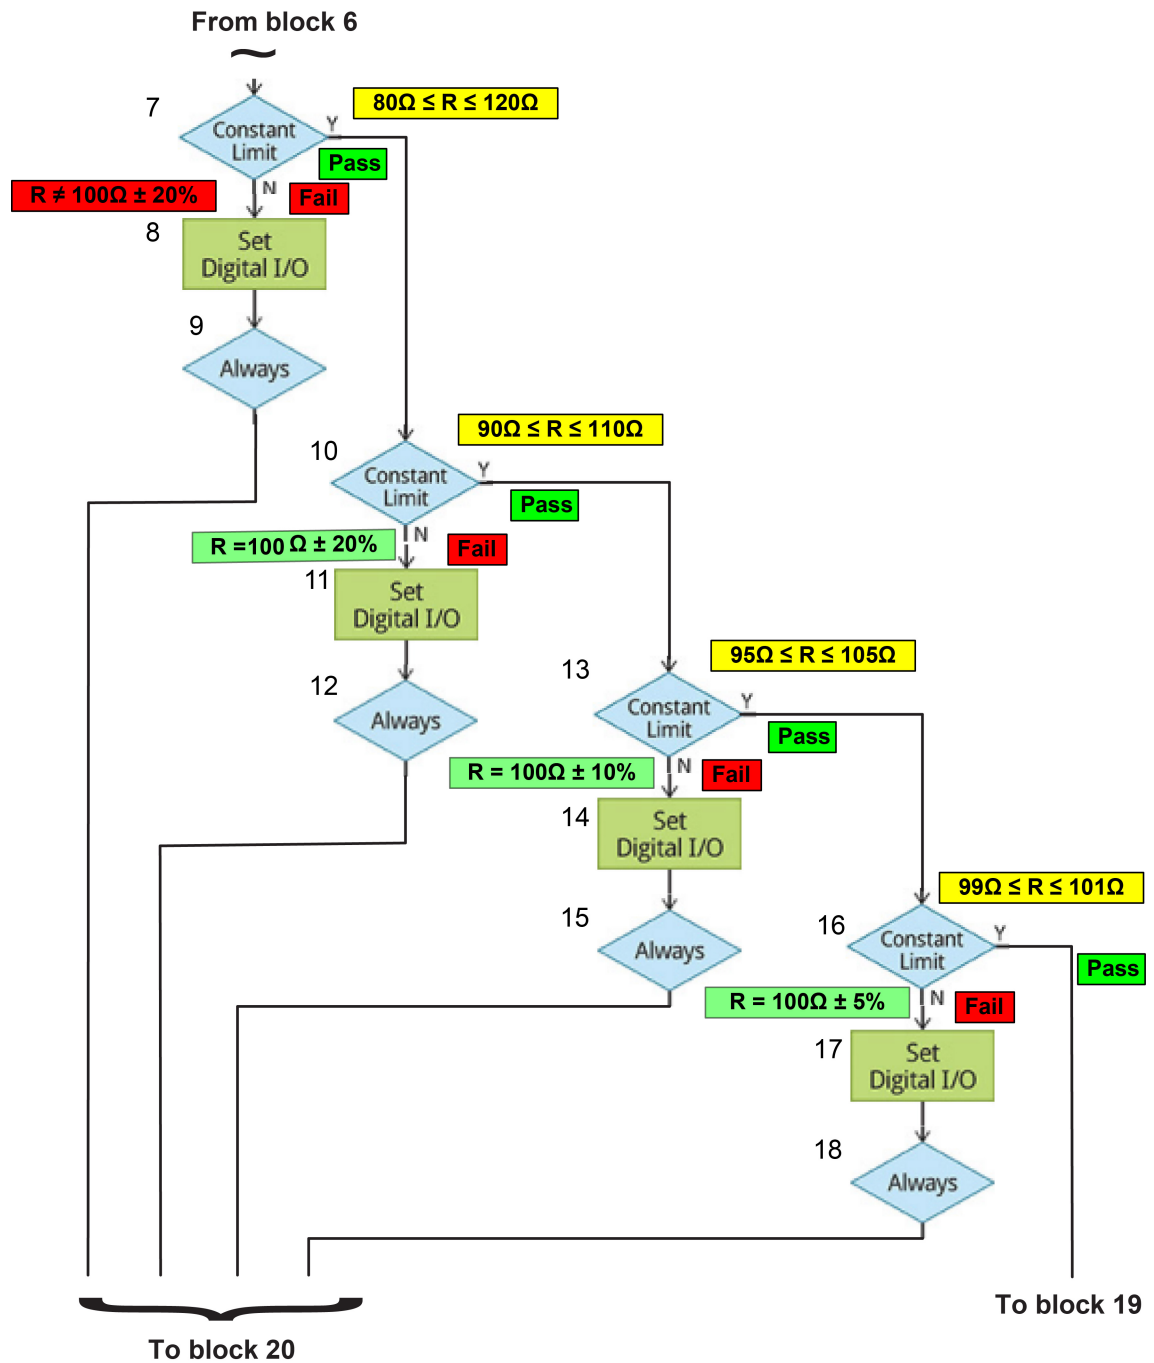 From block 6
7
80Ω ≤ R ≤ 120Ω
Constant
Limit
Y
Pass
R ≠ 100Ω ± 20%
N
Fail
8
Set
Digital I/O
9
Always
10
90Ω ≤ R ≤ 110Ω
Constant
Limit
Y
Pass
R =100 Ω ± 20%
N
Fail
11
Set
Digital I/O
12
Always
13
95Ω ≤ R ≤ 105Ω
Constant
Limit
Y
Pass
R = 100Ω ± 10%
N
Fail
14
Set
Digital I/O
15
Always
16
99Ω ≤ R ≤ 101Ω
Constant
Limit
Y
Pass
R = 100Ω ± 5%
N
Fail
17
Set
Digital I/O
18
Always
To block 19
To block 20